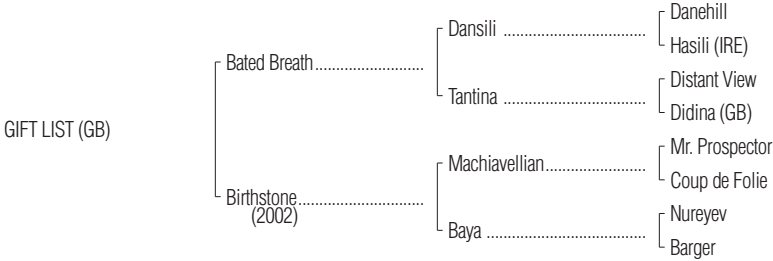 Danehill
Dansili ..................................
Hasili (IRE)
Bated Breath..........................
Distant View
Tantina ..................................
Didina (GB)
GIFT LIST (GB)
Mr. Prospector
Machiavellian........................
Coup de Folie
Birthstone..............................
(2002)
Nureyev
Baya ......................................
Barger